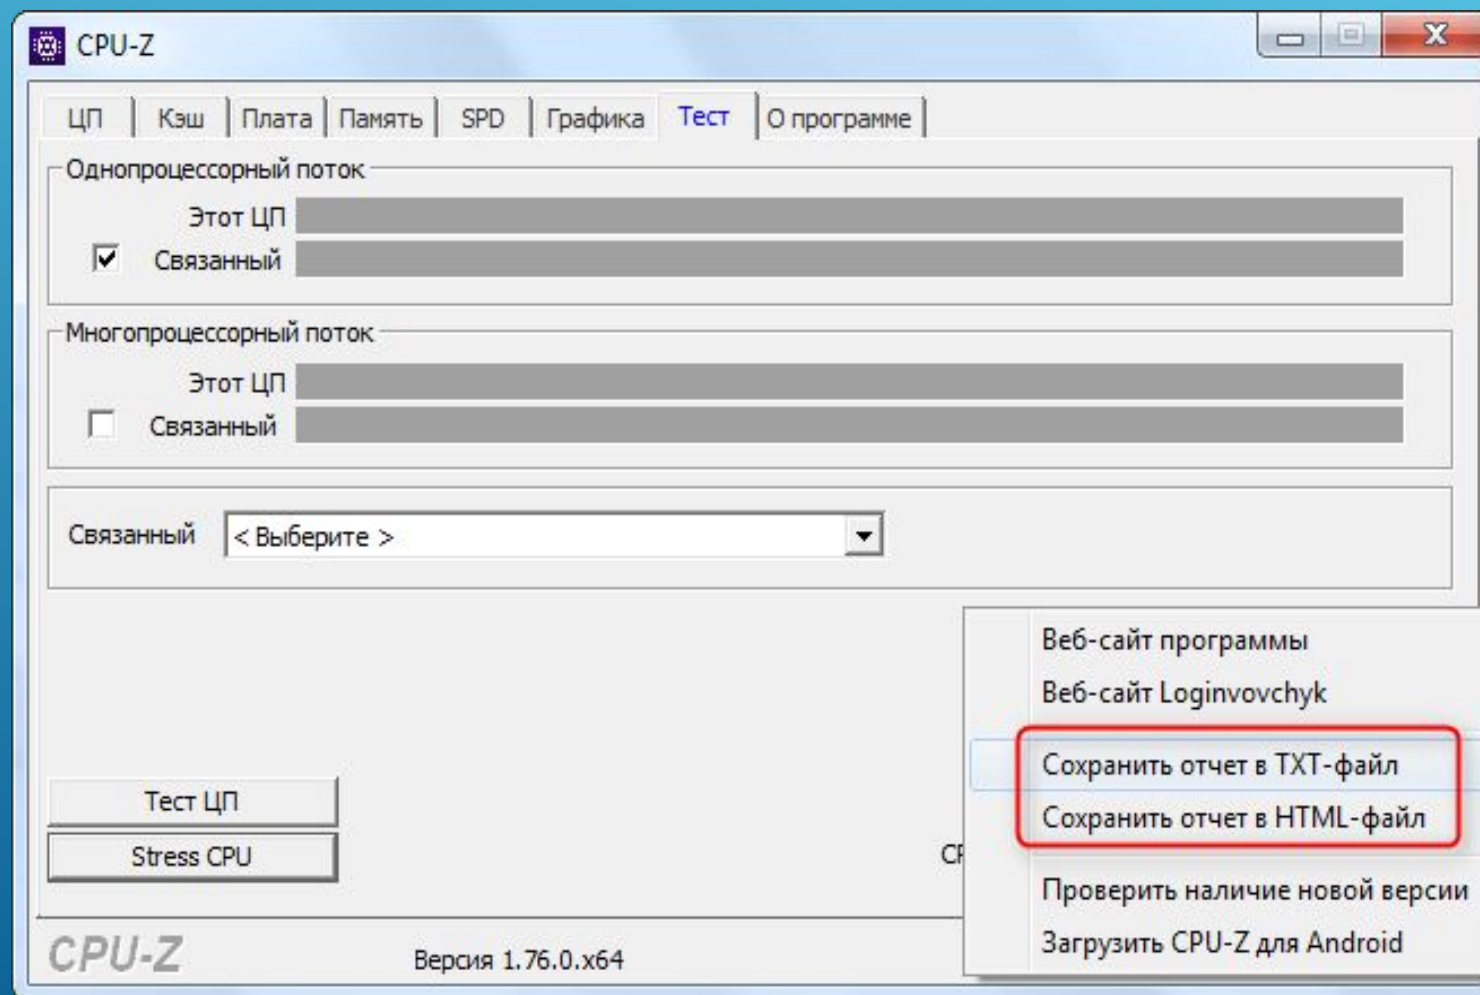 CPU-Z
ЦП Кэш Плата Память SPD Графика Тест О программе
Однопроцессорный поток
Этот ЦП
Связанный
Многопроцессорный поток
Этот ЦП
Связанный
Связанный < Выберите >
Веб-сайт программы
Веб-сайт Loginvovchyk
Сохранить отчет в TXT-файл
Сохранить отчет в HTML-файл
Проверить наличие новой версии
Загрузить CPU-Z для Android
Тест ЦП
Stress CPU
CPU-Z Версия 1.76.0.x64